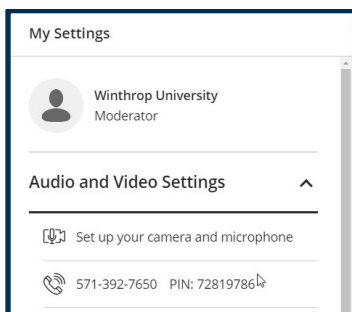 My Settings
Winthrop University
Moderator
Audio and Video Settings
Set up your camera and microphone
571-392-7650 PIN: 72819786